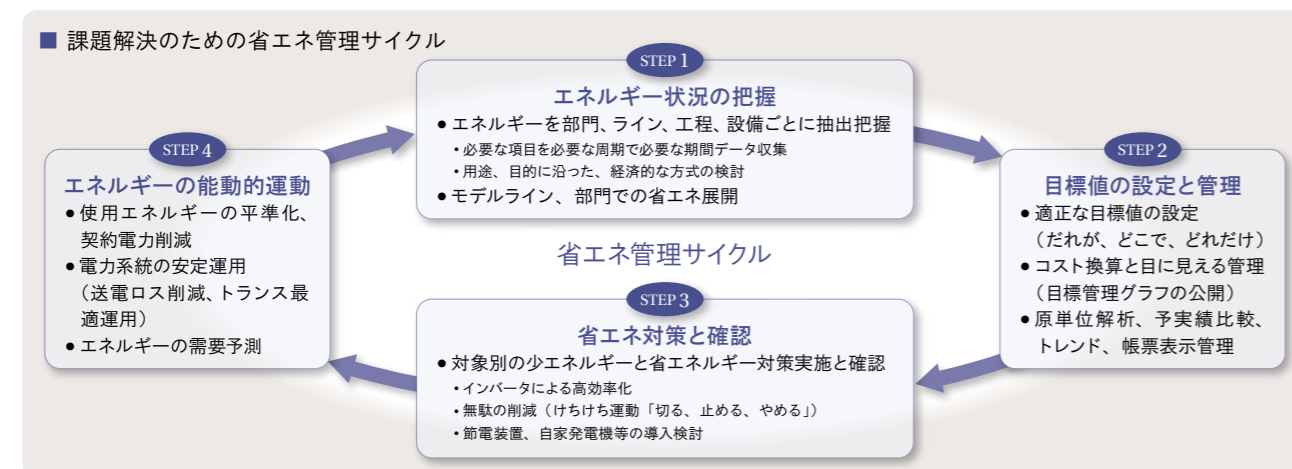 ■ 課題解決のための省エネ管理サイクル
STEP 1
エネルギー状況の把握
● エネルギーを部門、ライン、工程、設備ごとに抽出把握
• 必要な項目を必要な周期で必要な期間データ収集
• 用途、目的に沿った、経済的な方式の検討
● モデルライン、部門での省エネ展開
STEP 2
目標値の設定と管理
● 適正な目標値の設定
（だれが、どこで、どれだけ）
● コスト換算と目に見える管理
（目標管理グラフの公開）
● 原単位解析、予実績比較、
トレンド、帳票表示管理
省エネ管理サイクル
STEP 3
省エネ対策と確認
● 対象別の少エネルギーと省エネルギー対策実施と確認
• インバータによる高効率化
• 無駄の削減（けちけち運動「切る、止める、やめる」）
• 節電装置、自家発電機等の導入検討
STEP 4
エネルギーの能動的運動
● 使用エネルギーの平準化、
契約電力削減
● 電力系統の安定運用
（送電ロス削減、トランス最
適運用）
● エネルギーの需要予測